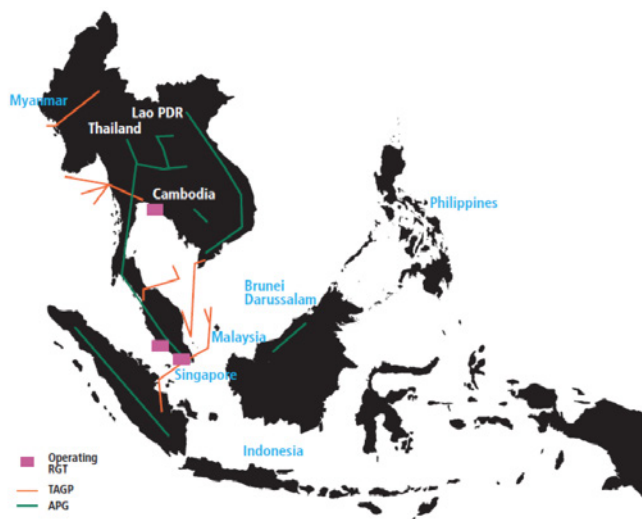 Myanmar
Lao PDR
Thailand
Cambodia
Philippines
Brunei
Darussalam
Malaysia
Singapore
Indonesia
Operating
RGT
TAGP
APG